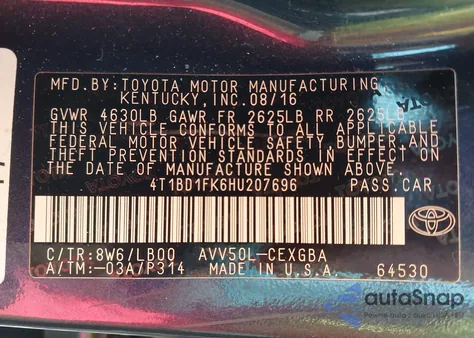 MFD.BY:TOYOTA MOTOR MANUFACTURING
KENTUCKY, INC.08/16
GVWR 4630LB GAWR FR 2625LB RR 2625LB
THIS VEHICLE CONFORMS TO ALL APPLICABLE
FEDERAL MOTOR VEHICLE SAFETY,BUMPER,AND
THEFT PREVENTION STANDARDS IN EFFECT ON
THE DATE OF MANUFACTURE SHOWN ABOVE.
4T1BD1FK6HU207696 PASS.CAR
C/TR:8W6/LB00 AVV50L-CEXGBA
A/TM:-03A/P314 MADE IN U.S.A. 64530
autoSnap